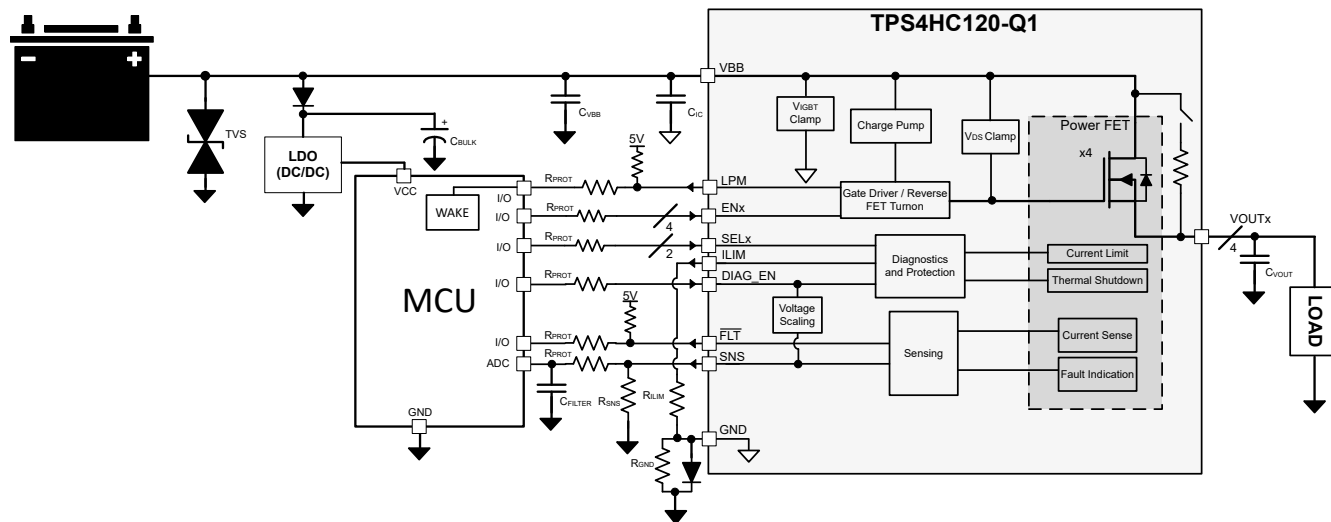 TPS4HC120-Q1
VBB
TVS
CBULK
CVBB
CIC
LDO
(DC/DC)
VCC
5V
VIGBT
Clamp
Charge Pump
VDS Clamp
Power FET
x4
WAKE
I/O
RPROT
LPM
Gate Driver / Reverse
FET Turnon
I/O
RPROT
4
ENx
I/O
RPROT
2
SELx
ILIM
Diagnostics
and Protection
Current Limit
Thermal Shutdown
VOUTx
4
CVOUT
LOAD
I/O
RPROT
DIAG_EN
MCU
5V
Voltage
Scaling
I/O
RPROT
FLT
Sensing
Current Sense
Fault Indication
ADC
RPROT
SNS
CFILTER
RSNS
RILIM
GND
GND
RGND